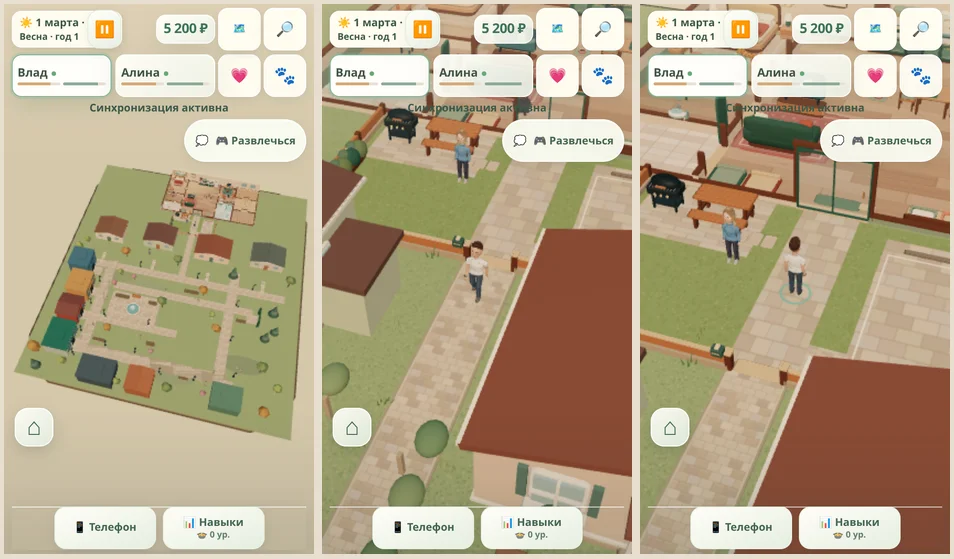 1 марта ·
Весна · год 1
5 200 ₽
Влад
Алина
Синхронизация активна
Развлечься
Телефон
Навыки
0 ур.
1 марта ·
Весна · год 1
5 200 ₽
Влад
Алина
Синхронизация активна
Развлечься
Телефон
Навыки
0 ур.
1 марта ·
Весна · год 1
5 200 ₽
Влад
Алина
Синхронизация активна
Развлечься
Телефон
Навыки
0 ур.